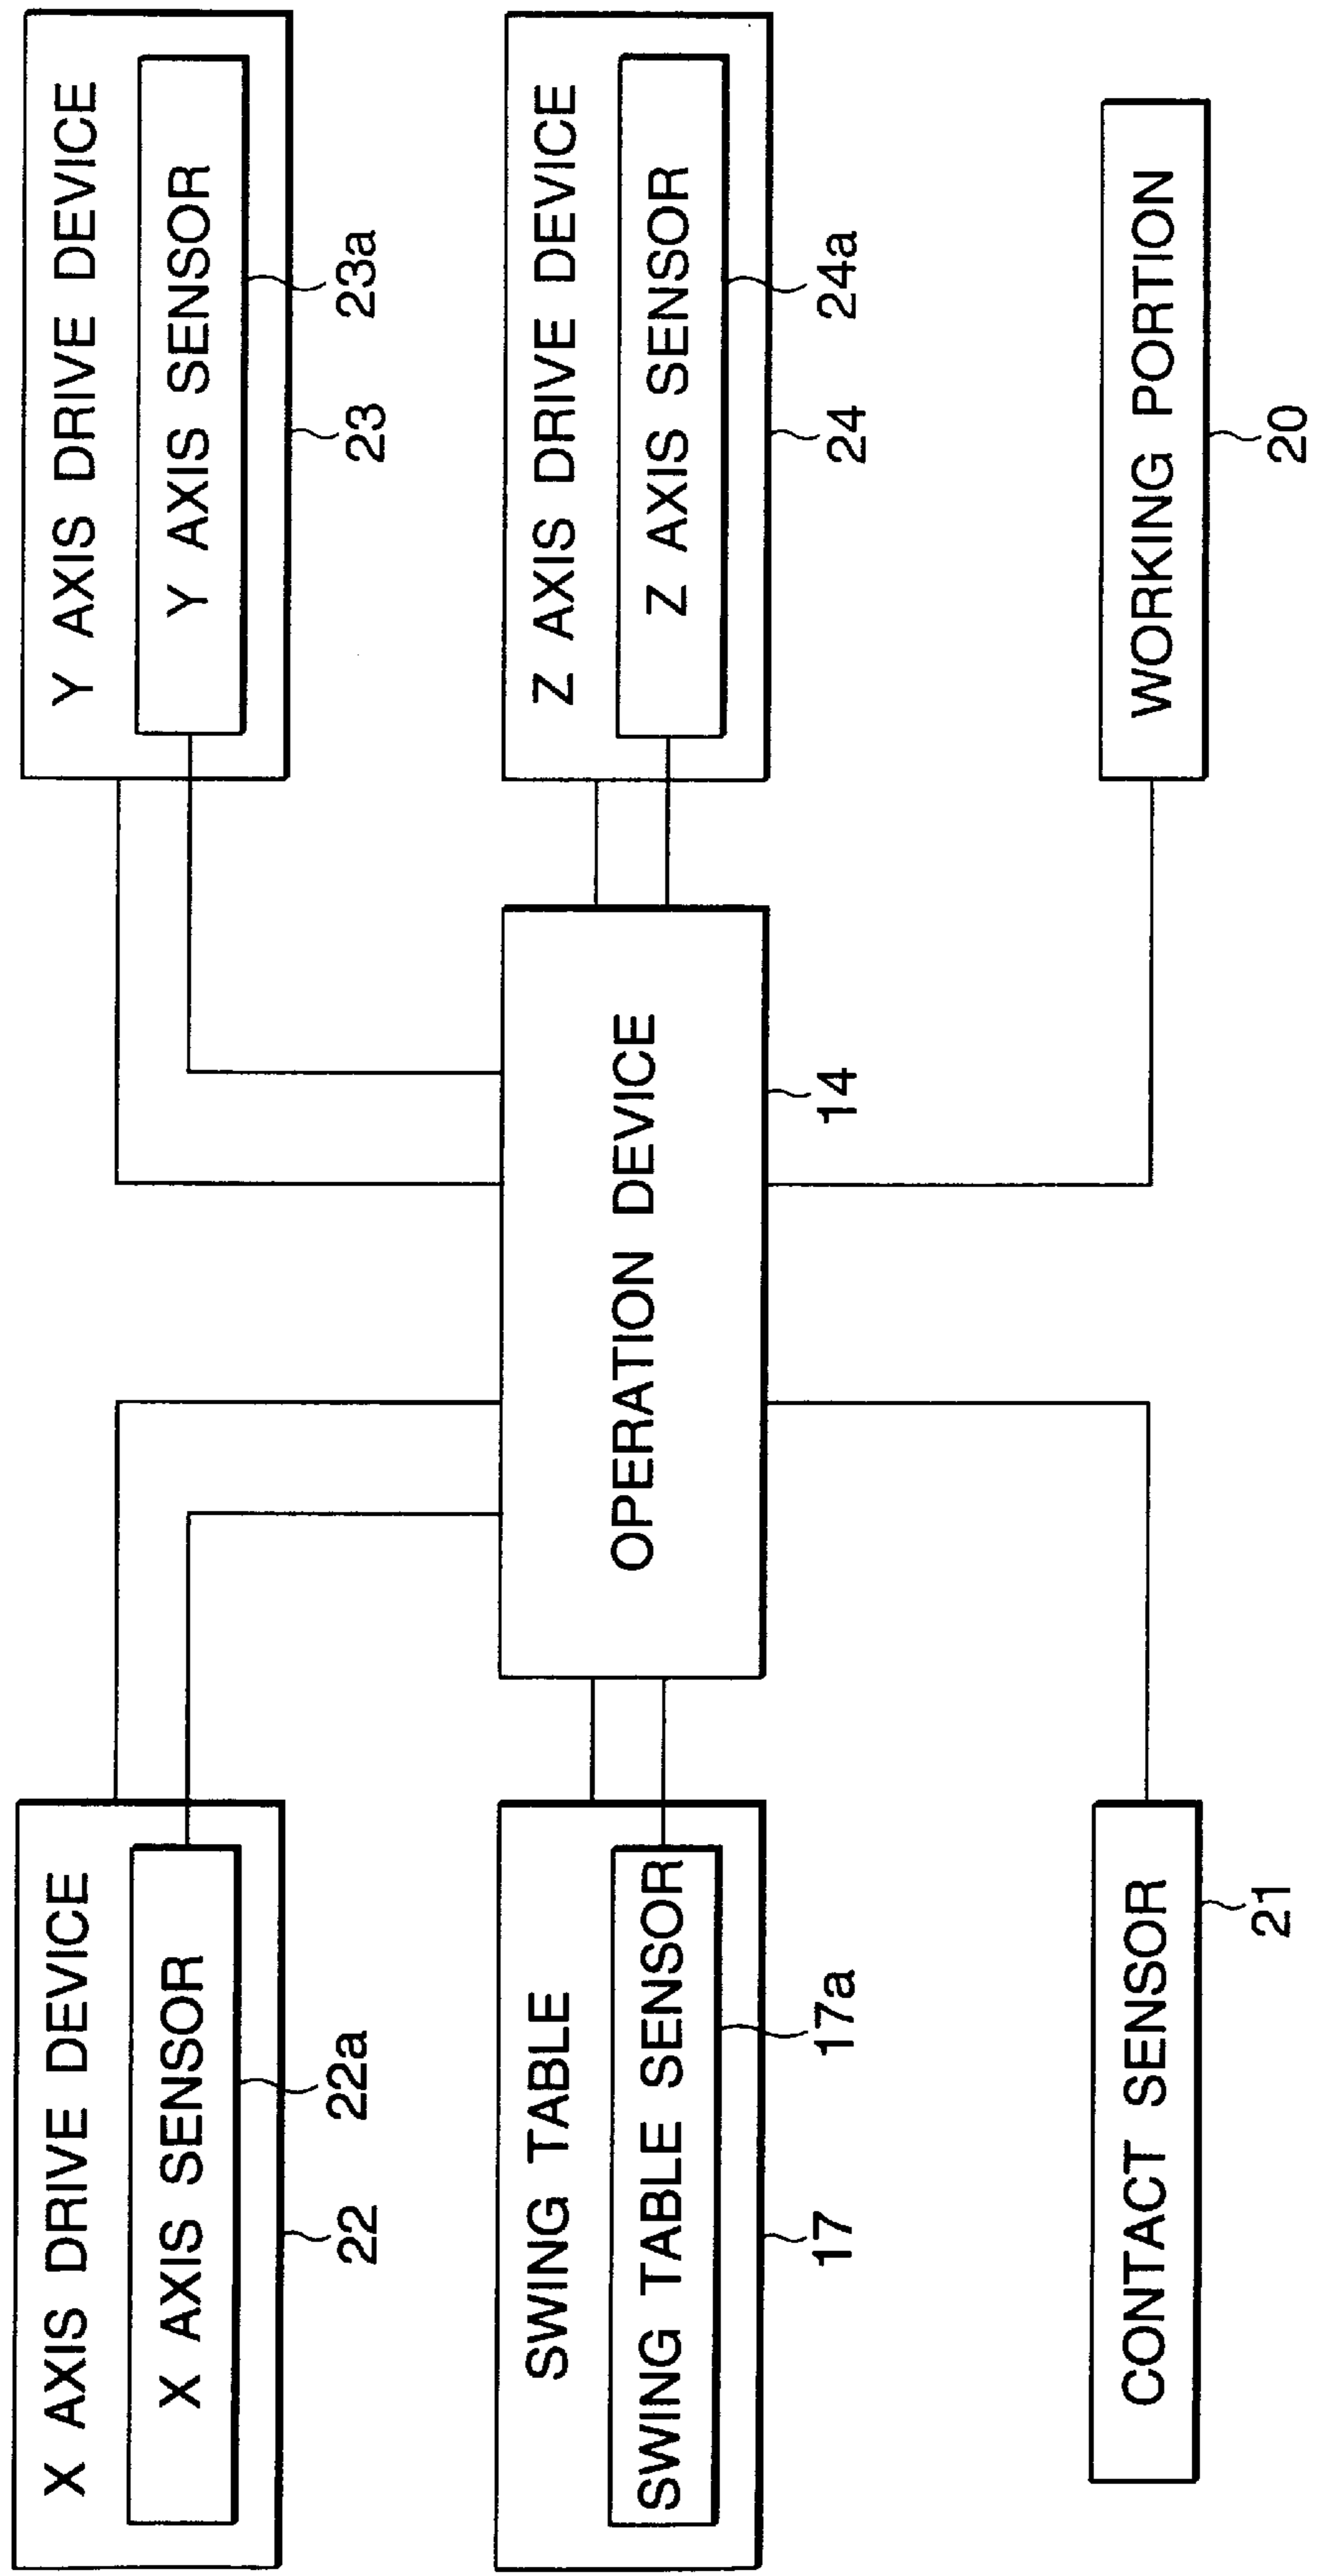 X AXIS DRIVE DEVICE
X AXIS SENSOR
22a
22
Y AXIS DRIVE DEVICE
Y AXIS SENSOR
23a
23
SWING TABLE
SWING TABLE SENSOR
17a
17
OPERATION DEVICE
14
Z AXIS DRIVE DEVICE
Z AXIS SENSOR
24a
24
CONTACT SENSOR
21
WORKING PORTION
20